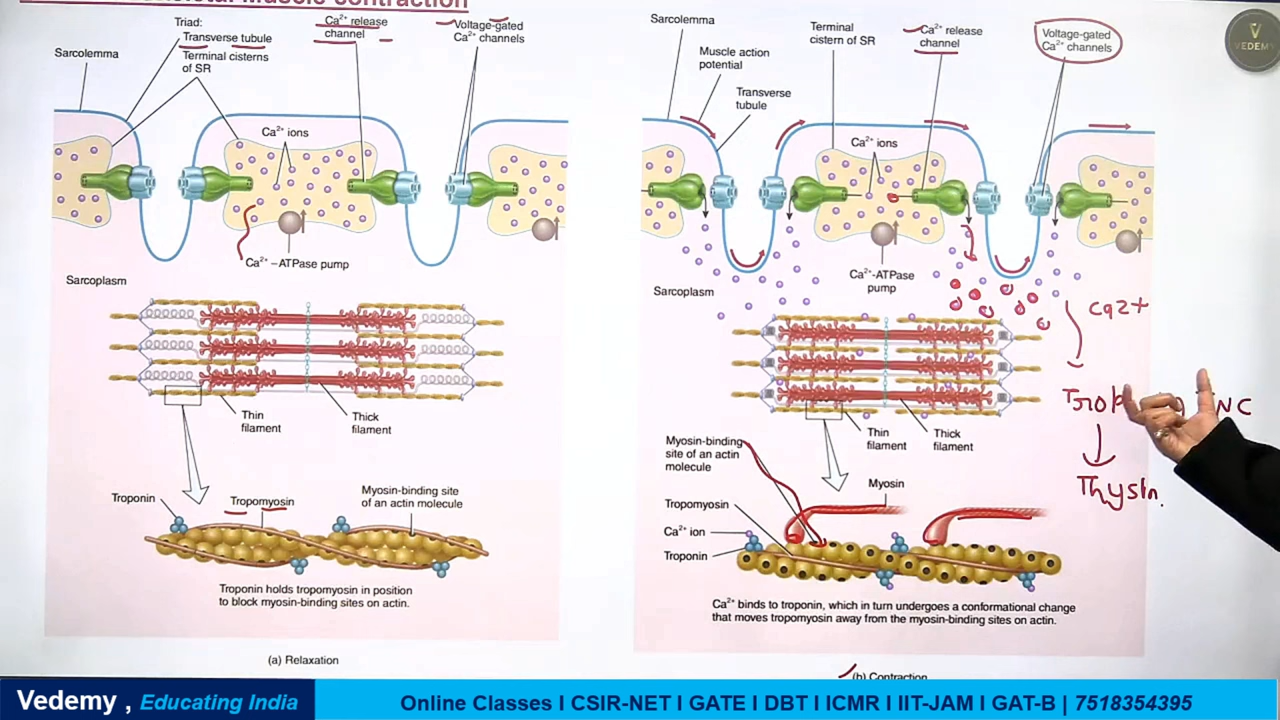 Skeletal Muscle contraction
Triad:
Transverse tubule
Terminal cisterns
of SR
Sarcolemma
Ca²⁺ release
channel
Voltage-gated
Ca²⁺ channels
Ca²⁺ ions
Ca²⁺ –ATPase pump
Sarcoplasm
Thin
filament
Thick
filament
Troponin
Tropomyosin
Myosin-binding site
of an actin molecule
Troponin holds tropomyosin in position
to block myosin-binding sites on actin.
(a) Relaxation
Sarcolemma
Muscle action
potential
Transverse
tubule
Terminal
cistern of SR
Ca²⁺ release
channel
Voltage-gated
Ca²⁺ channels
Ca²⁺ ions
Ca²⁺-ATPase
pump
Sarcoplasm
Ca2+
NC
Thin
filament
Thick
filament
Myosin-binding
site of an actin
molecule
Myosin
Tropomyosin
Ca²⁺ ion
Troponin
Ca²⁺ binds to troponin, which in turn undergoes a conformational change
that moves tropomyosin away from the myosin-binding sites on actin.
(b) Contraction
VEDEMY
Vedemy , Educating India
Online Classes I CSIR-NET I GATE I DBT I ICMR I IIT-JAM I GAT-B | 7518354395